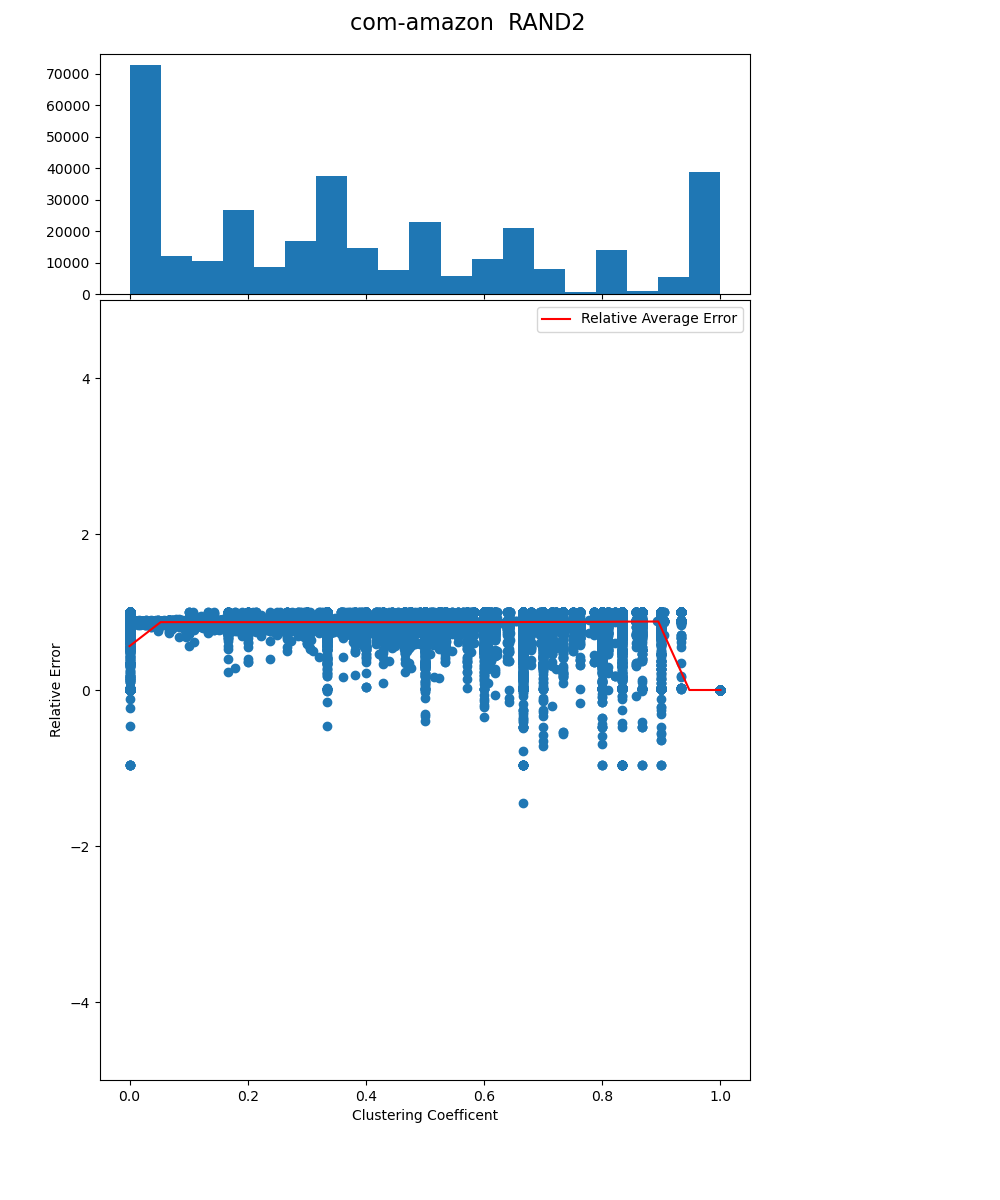 com-amazon  RAND2
70000
60000
50000
40000
30000
20000
10000
0
Relative Average Error
4
2
0
−2
−4
Relative Error
0.0 0.2 0.4 0.6 0.8 1.0
Clustering Coefficent